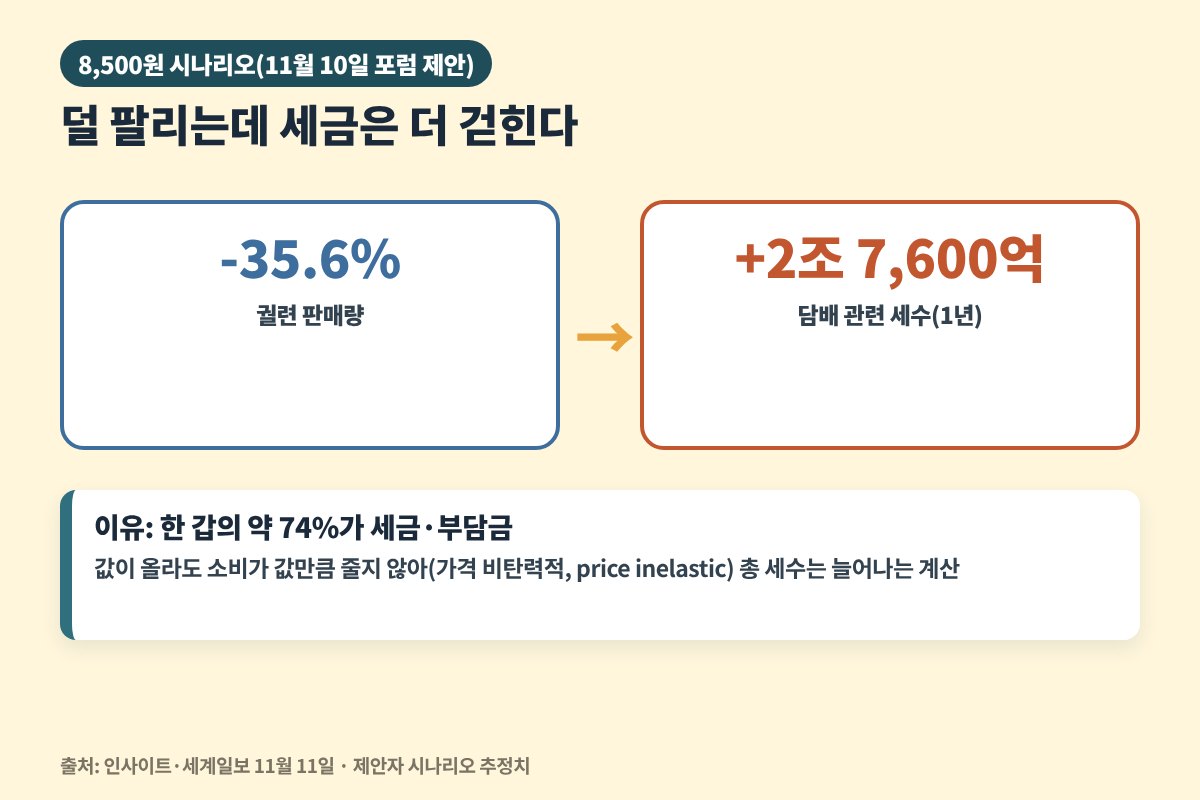 8,500원 시나리오(11월 10일 포럼 제안)
덜 팔리는데 세금은 더 걷힌다
-35.6%
궐련 판매량
→
+2조 7,600억
담배 관련 세수(1년)
이유: 한 갑의 약 74%가 세금·부담금
값이 올라도 소비가 값만큼 줄지 않아(가격 비탄력적, price inelastic) 총 세수는 늘어나는 계산
출처: 인사이트·세계일보 11월 11일 · 제안자 시나리오 추정치